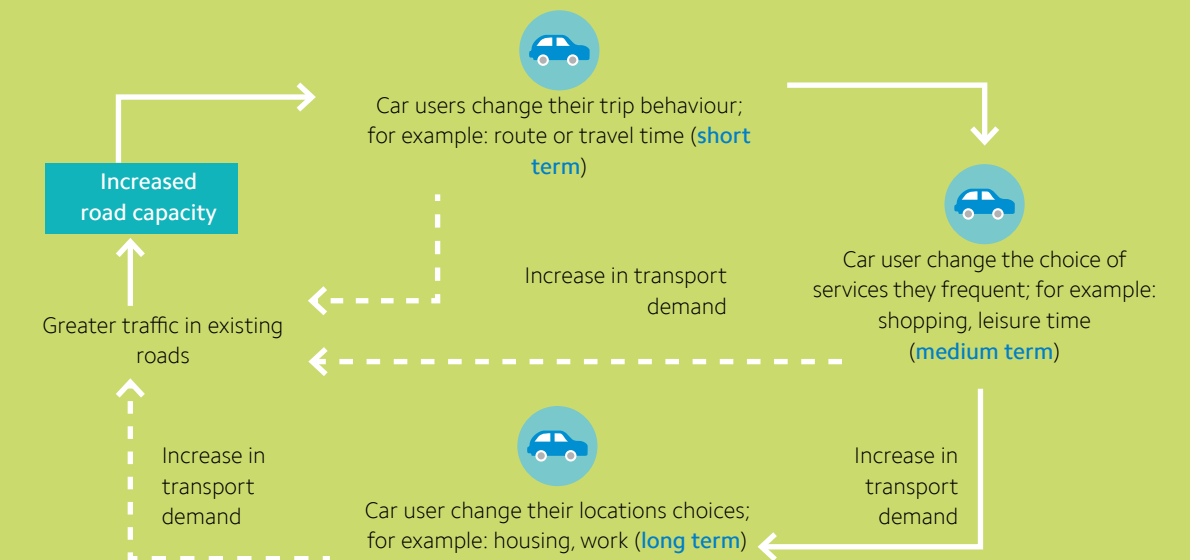 Car users change their trip behaviour;
for example: route or travel time (short
term)
Increased
road capacity
Car user change the choice of
services they frequent; for example:
shopping, leisure time
(medium term)
Increase in transport
demand
Greater traffic in existing
roads
Increase in
transport
demand
Increase in
transport
demand
Car user change their locations choices;
for example: housing, work (long term)